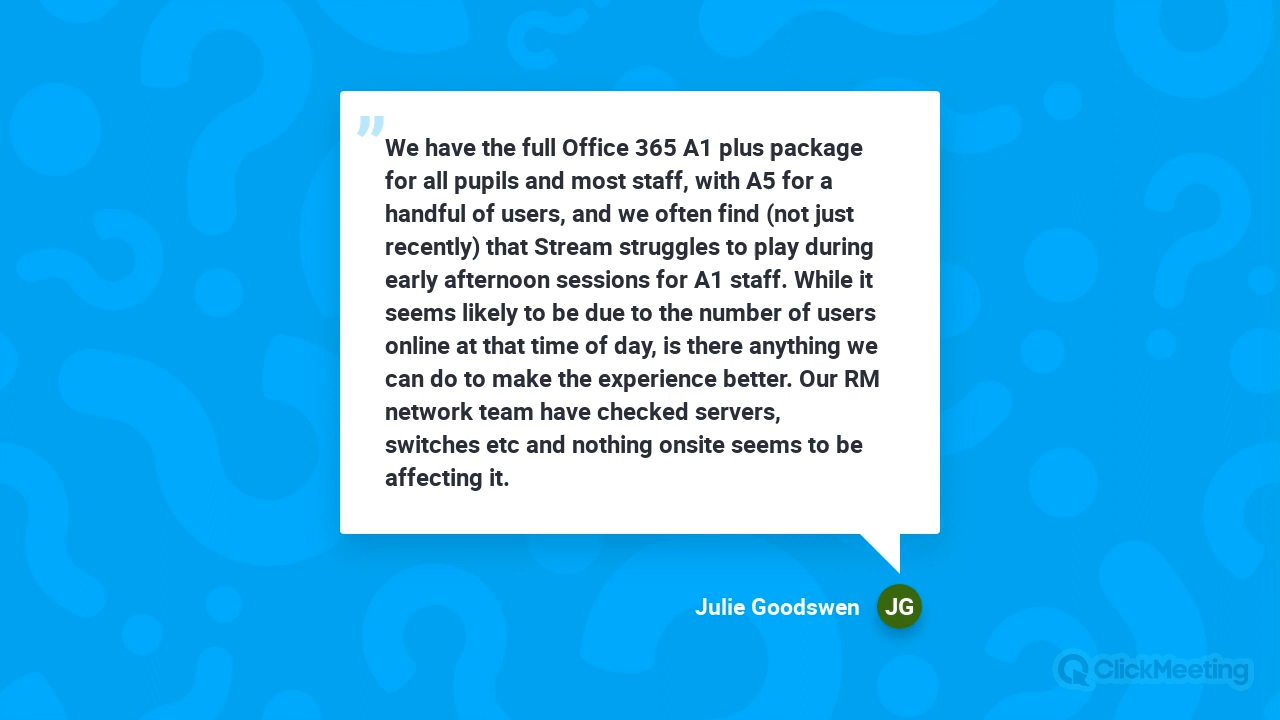 We have the full Office 365 A1 plus package
for all pupils and most staff, with A5 for a
handful of users, and we often find (not just
recently) that Stream struggles to play during
early afternoon sessions for A1 staff. While it
seems likely to be due to the number of users
online at that time of day, is there anything we
can do to make the experience better. Our RM
network team have checked servers,
switches etc and nothing onsite seems to be
affecting it.
Julie Goodswen JG
ClickMeeting